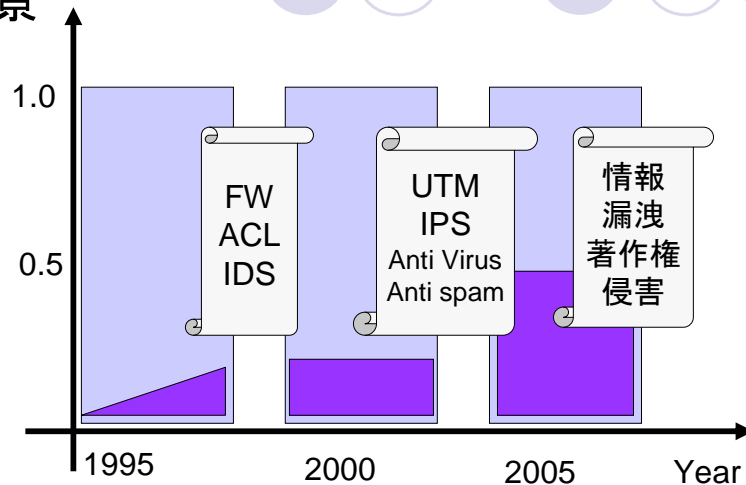 景
1.0
0.5
FW
ACL
IDS
UTM
IPS
Anti Virus
Anti spam
情報
漏洩
著作権
侵害
1995
2000
2005
Year